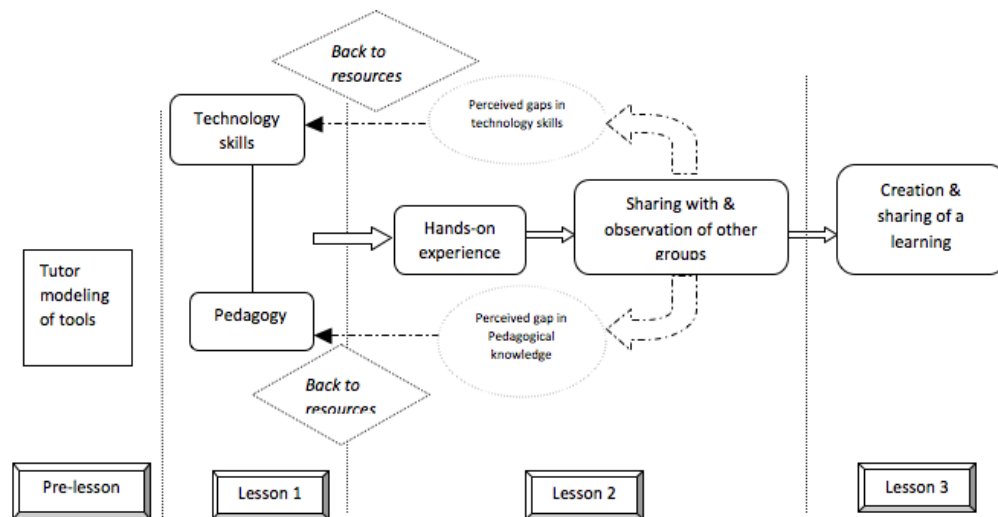 Back to
resources
Perceived gaps in
technology skills
Technology
skills
Creation &
sharing of a
learning
Sharing with &
observation of other
groups
Hands-on
experience
Tutor
modeling
of tools
Pedagogy
Perceived gap in
Pedagogical
knowledge
Back to
resources
Pre-lesson
Lesson 1
Lesson 2
Lesson 3